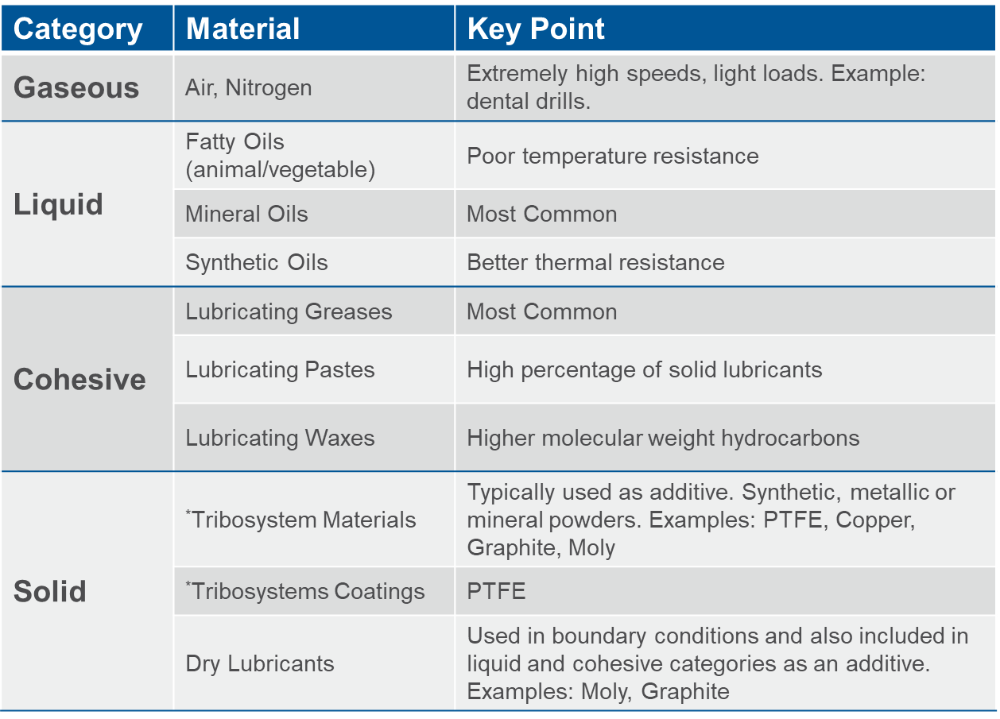 Category Material Key Point
Gaseous Air, Nitrogen Extremely high speeds, light loads. Example:
dental drills.
Liquid
Fatty Oils
(animal/vegetable)
Poor temperature resistance
Mineral Oils Most Common
Synthetic Oils Better thermal resistance
Cohesive
Lubricating Greases Most Common
Lubricating Pastes High percentage of solid lubricants
Lubricating Waxes Higher molecular weight hydrocarbons
Solid
*Tribosystem Materials
Typically used as additive. Synthetic, metallic or
mineral powders. Examples: PTFE, Copper,
Graphite, Moly
*Tribosystems Coatings PTFE
Dry Lubricants
Used in boundary conditions and also included in
liquid and cohesive categories as an additive.
Examples: Moly, Graphite